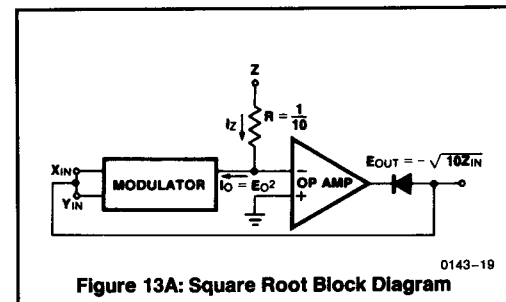 Z
IZ
R = 1/10
XIN
YIN
MODULATOR
IO = EO²
−
+
OP AMP
EOUT = − √10ZIN
0143–19
Figure 13A: Square Root Block Diagram